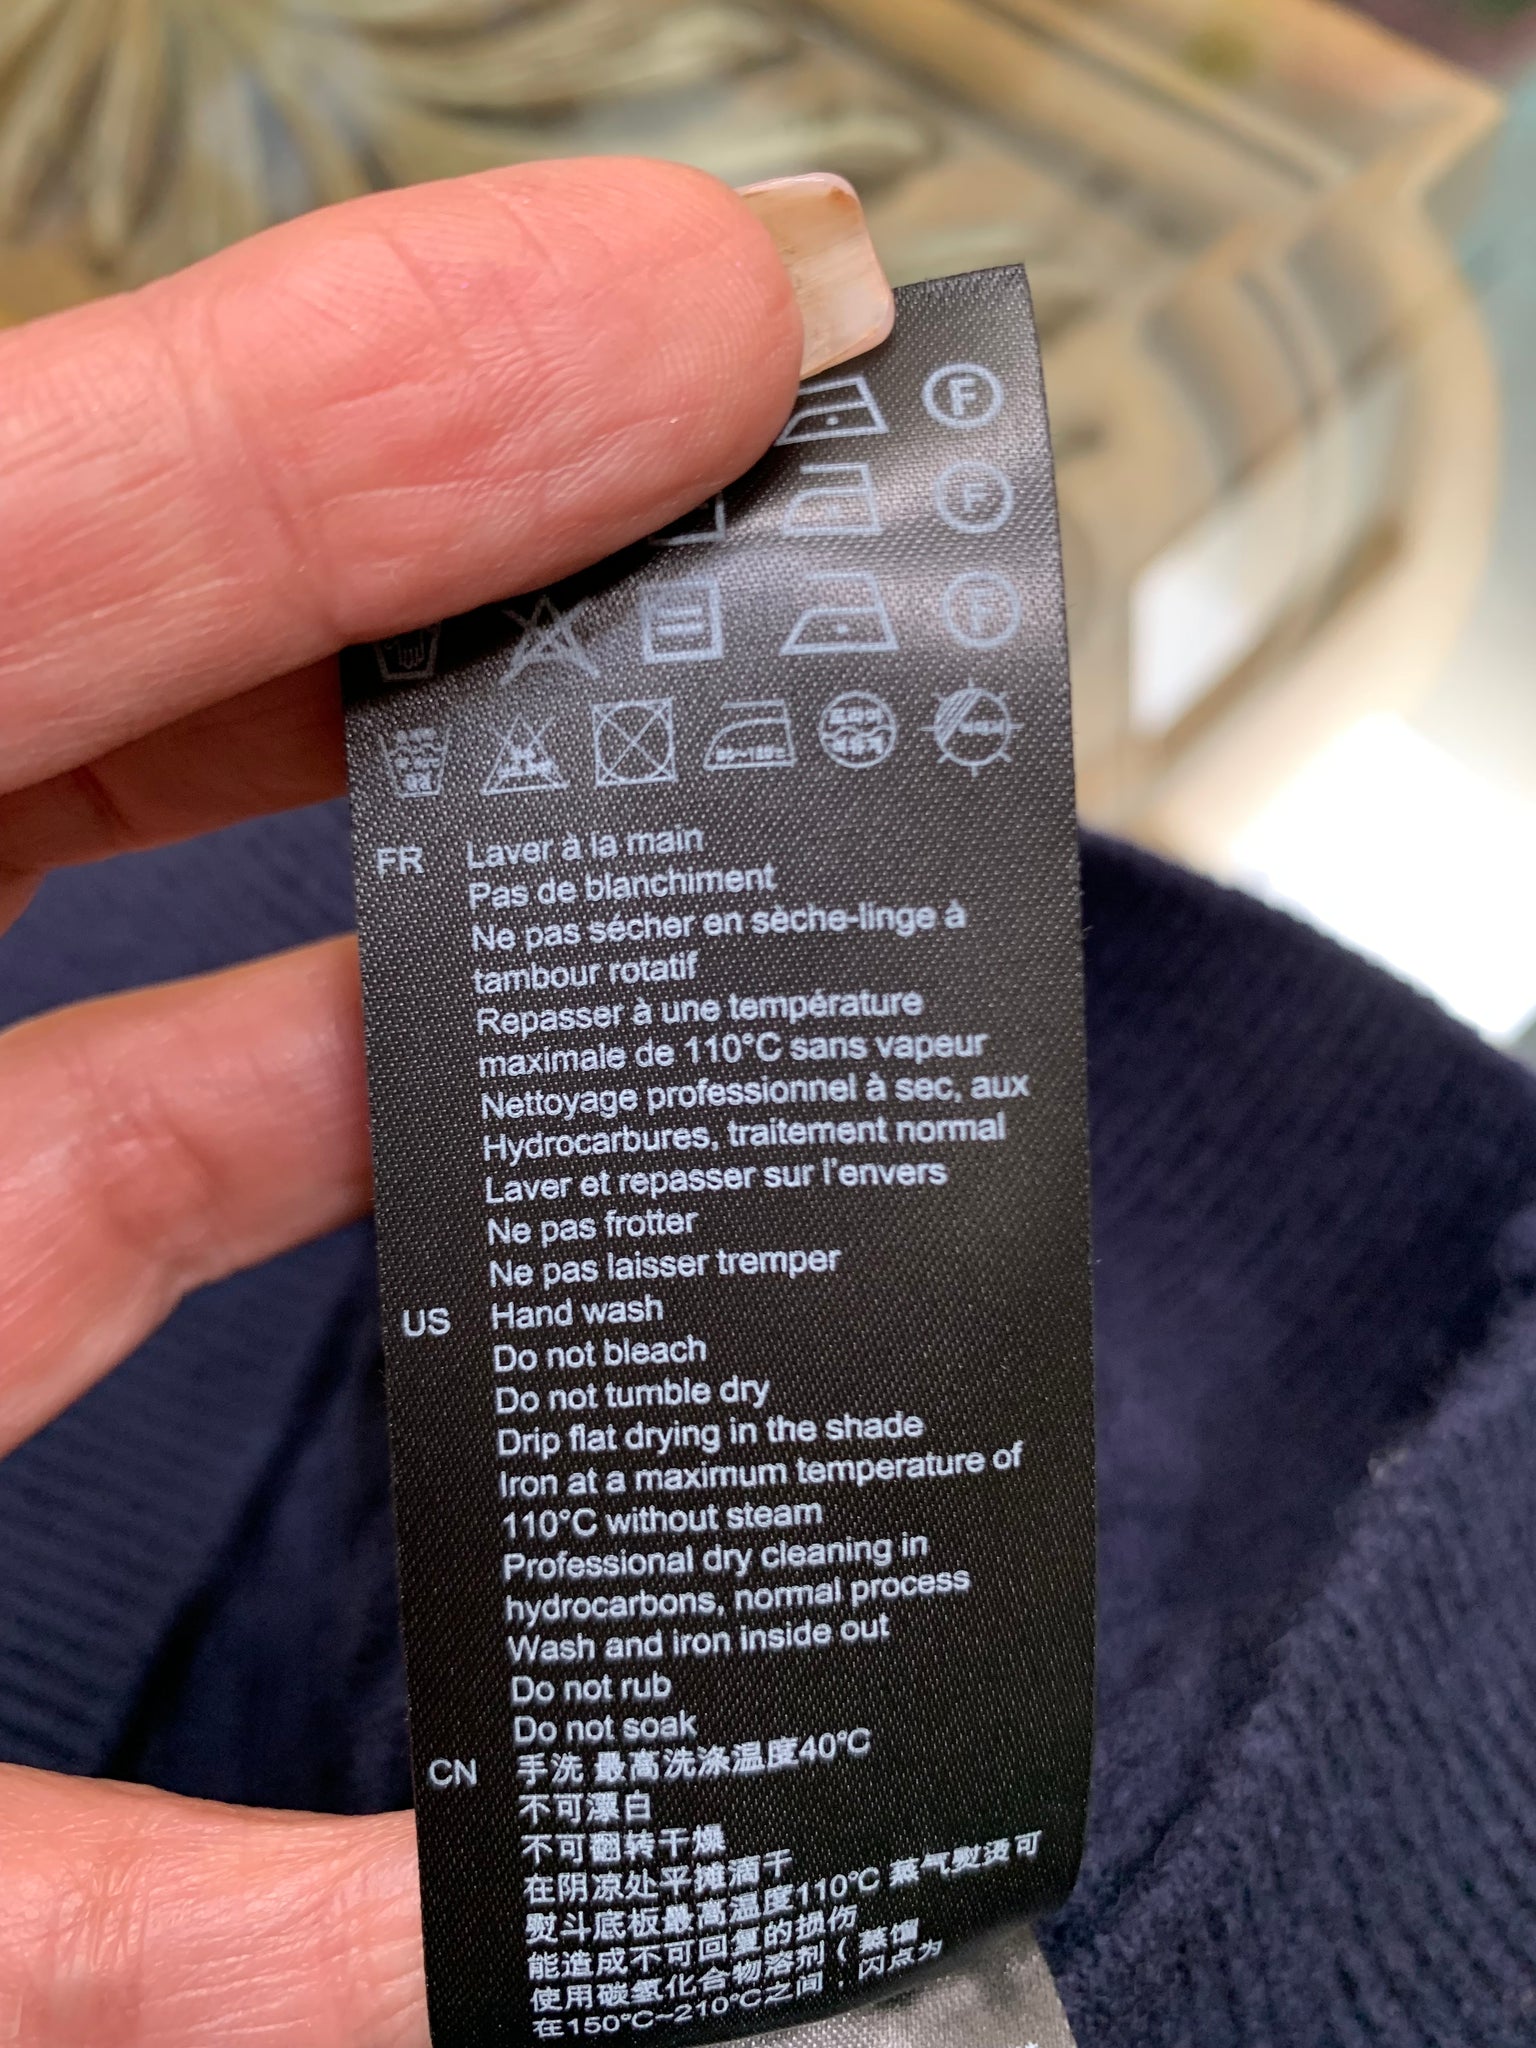 F
F
F
FR Laver à la main
Pas de blanchiment
Ne pas sécher en sèche-linge à
tambour rotatif
Repasser à une température
maximale de 110°C sans vapeur
Nettoyage professionnel à sec, aux
Hydrocarbures, traitement normal
Laver et repasser sur l'envers
Ne pas frotter
Ne pas laisser tremper
US Hand wash
Do not bleach
Do not tumble dry
Drip flat drying in the shade
Iron at a maximum temperature of
110°C without steam
Professional dry cleaning in
hydrocarbons, normal process
Wash and iron inside out
Do not rub
Do not soak
CN 手洗 最高洗涤温度40℃
不可漂白
不可翻转干燥
在阴凉处平摊滴干
熨斗底板最高温度110℃ 蒸气熨烫可
能造成不可回复的损伤
使用碳氢化合物溶剂 ( 蒸馏
在150℃~210℃之间，闪点为